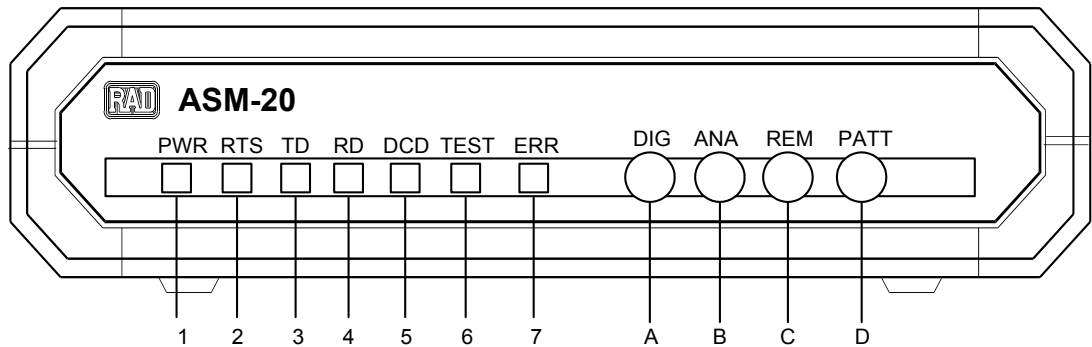 RAD ASM-20
PWR RTS TD RD DCD TEST ERR DIG ANA REM PATT
1 2 3 4 5 6 7 A B C D